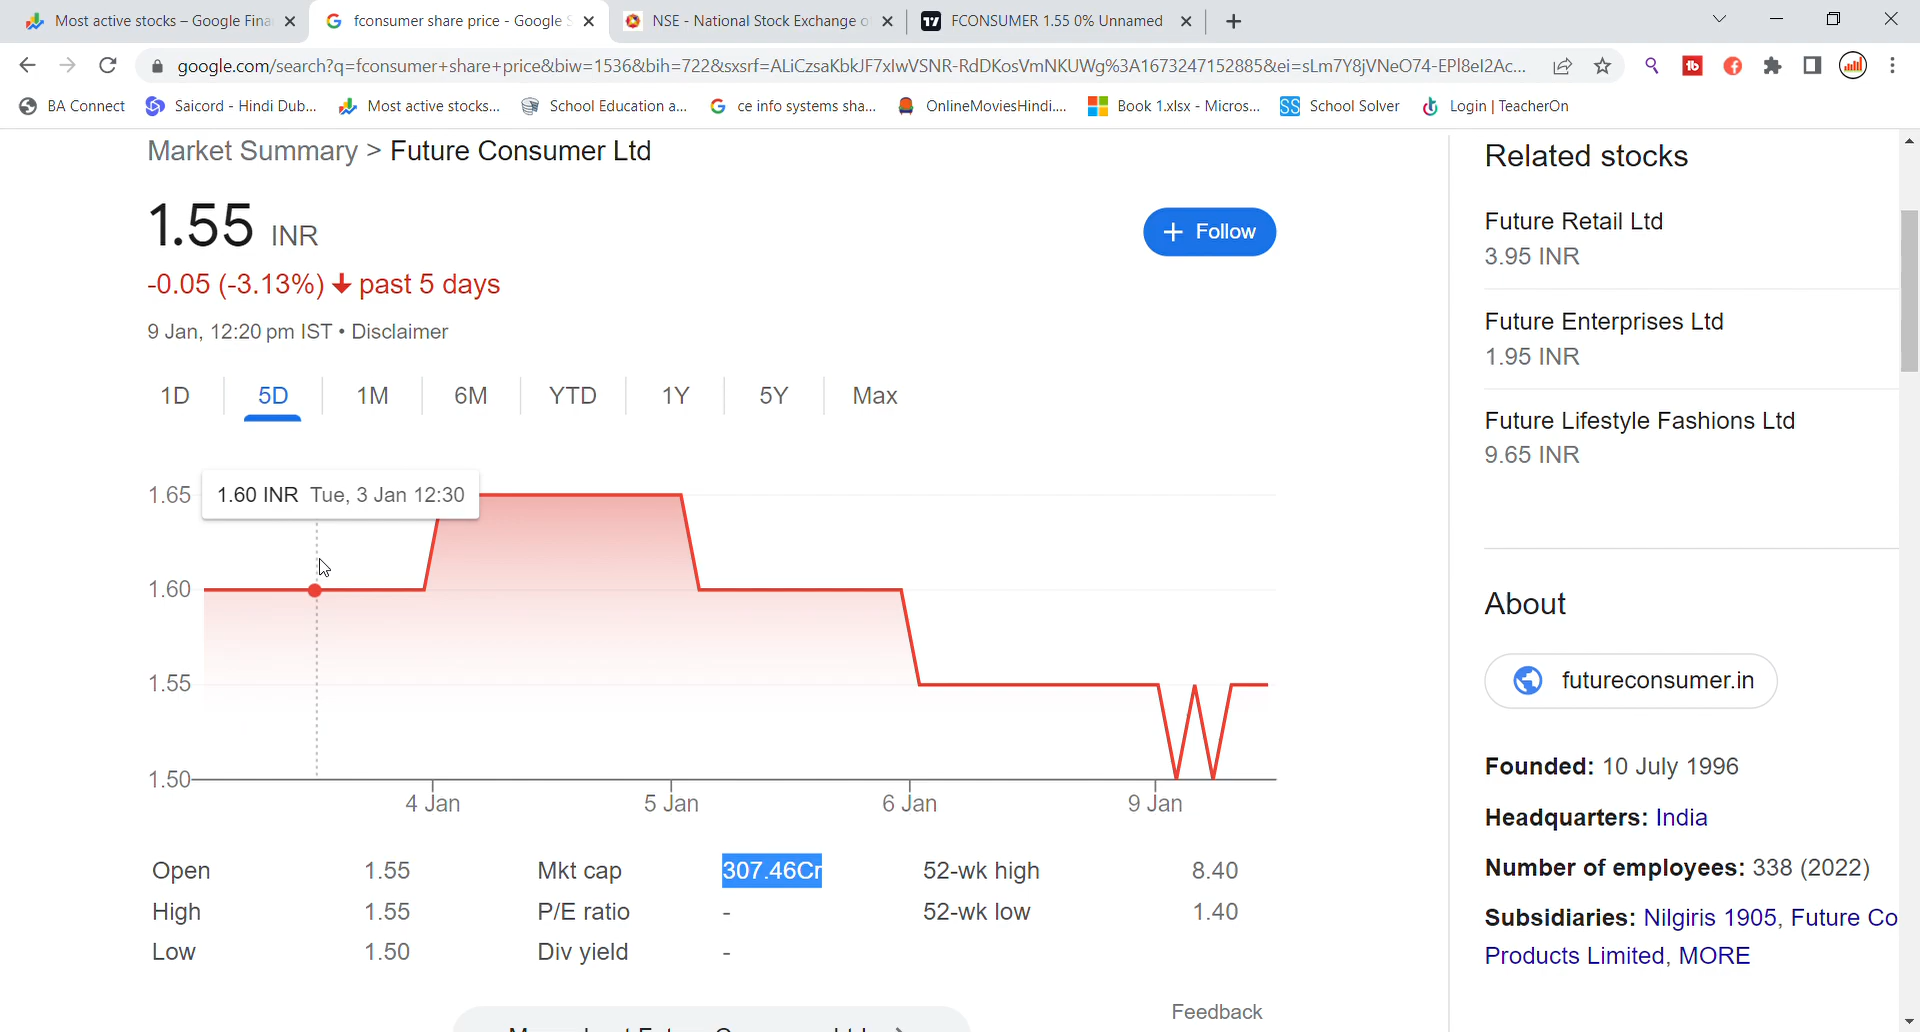 Most active stocks – Google Fina
fconsumer share price - Google S
NSE - National Stock Exchange o
FCONSUMER 1.55 0% Unnamed
google.com/search?q=fconsumer+share+price&biw=1536&bih=722&sxsrf=ALiCzsaKbkJF7xIwVSNR-RdDKosVmNKUWg%3A1673247152885&ei=sLm7Y8jVNeO74-EPl8eI2Ac...
BA Connect
Saicord - Hindi Dub...
Most active stocks...
School Education a...
ce info systems sha...
OnlineMoviesHindi....
Book 1.xlsx - Micros...
School Solver
Login | TeacherOn
Market Summary > Future Consumer Ltd
1.55 INR
+ Follow
-0.05 (-3.13%) ↓ past 5 days
9 Jan, 12:20 pm IST • Disclaimer
1D 5D 1M 6M YTD 1Y 5Y Max
1.60 INR Tue, 3 Jan 12:30
1.65
1.60
1.55
1.50
4 Jan 5 Jan 6 Jan 9 Jan
Open 1.55 Mkt cap 307.46Cr 52-wk high 8.40
High 1.55 P/E ratio - 52-wk low 1.40
Low 1.50 Div yield -
Feedback
Related stocks
Future Retail Ltd
3.95 INR
Future Enterprises Ltd
1.95 INR
Future Lifestyle Fashions Ltd
9.65 INR
About
futureconsumer.in
Founded: 10 July 1996
Headquarters: India
Number of employees: 338 (2022)
Subsidiaries: Nilgiris 1905, Future Co
Products Limited, MORE